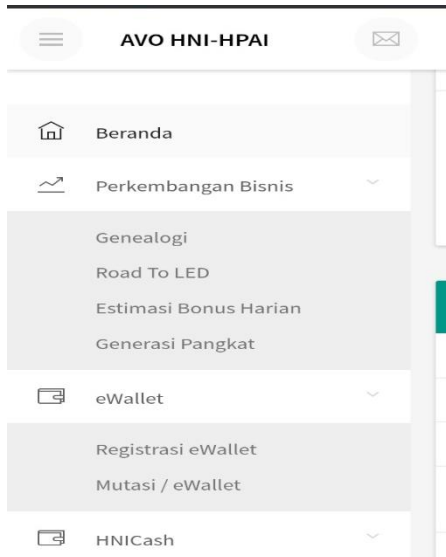 AVO HNI-HPAI
Beranda
Perkembangan Bisnis
Genealogi
Road To LED
Estimasi Bonus Harian
Generasi Pangkat
eWallet
Registrasi eWallet
Mutasi / eWallet
HNICash